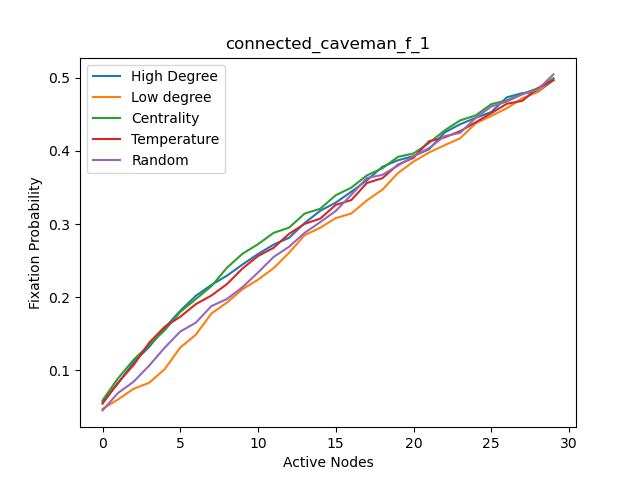 connected_caveman_f_1
High Degree
Low degree
Centrality
Temperature
Random
Fixation Probability
0.5
0.4
0.3
0.2
0.1
0 5 10 15 20 25 30
Active Nodes